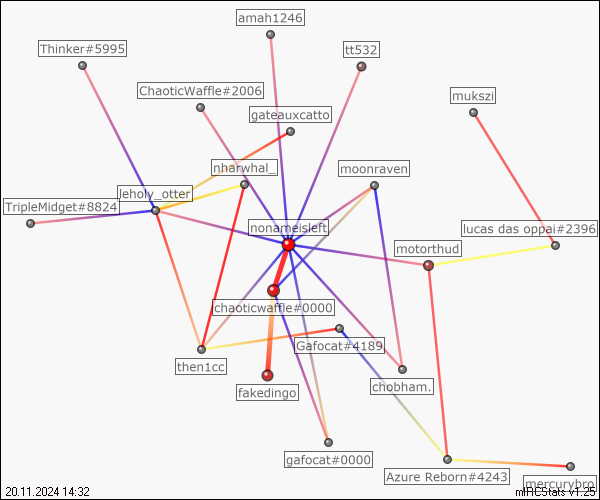 amah1246
Thinker#5995
tt532
ChaoticWaffle#2006
mukszi
gateauxcatto
nharwhal_
moonraven
leholy_otter
TripleMidget#8824
nonameisleft
lucas das oppai#2396
motorthud
chaoticwaffle#0000
Gafocat#4189
then1cc
chobham.
fakedingo
gafocat#0000
Azure Reborn#4243
mercurybro
20.11.2024 14:32
mIRCStats v1.25